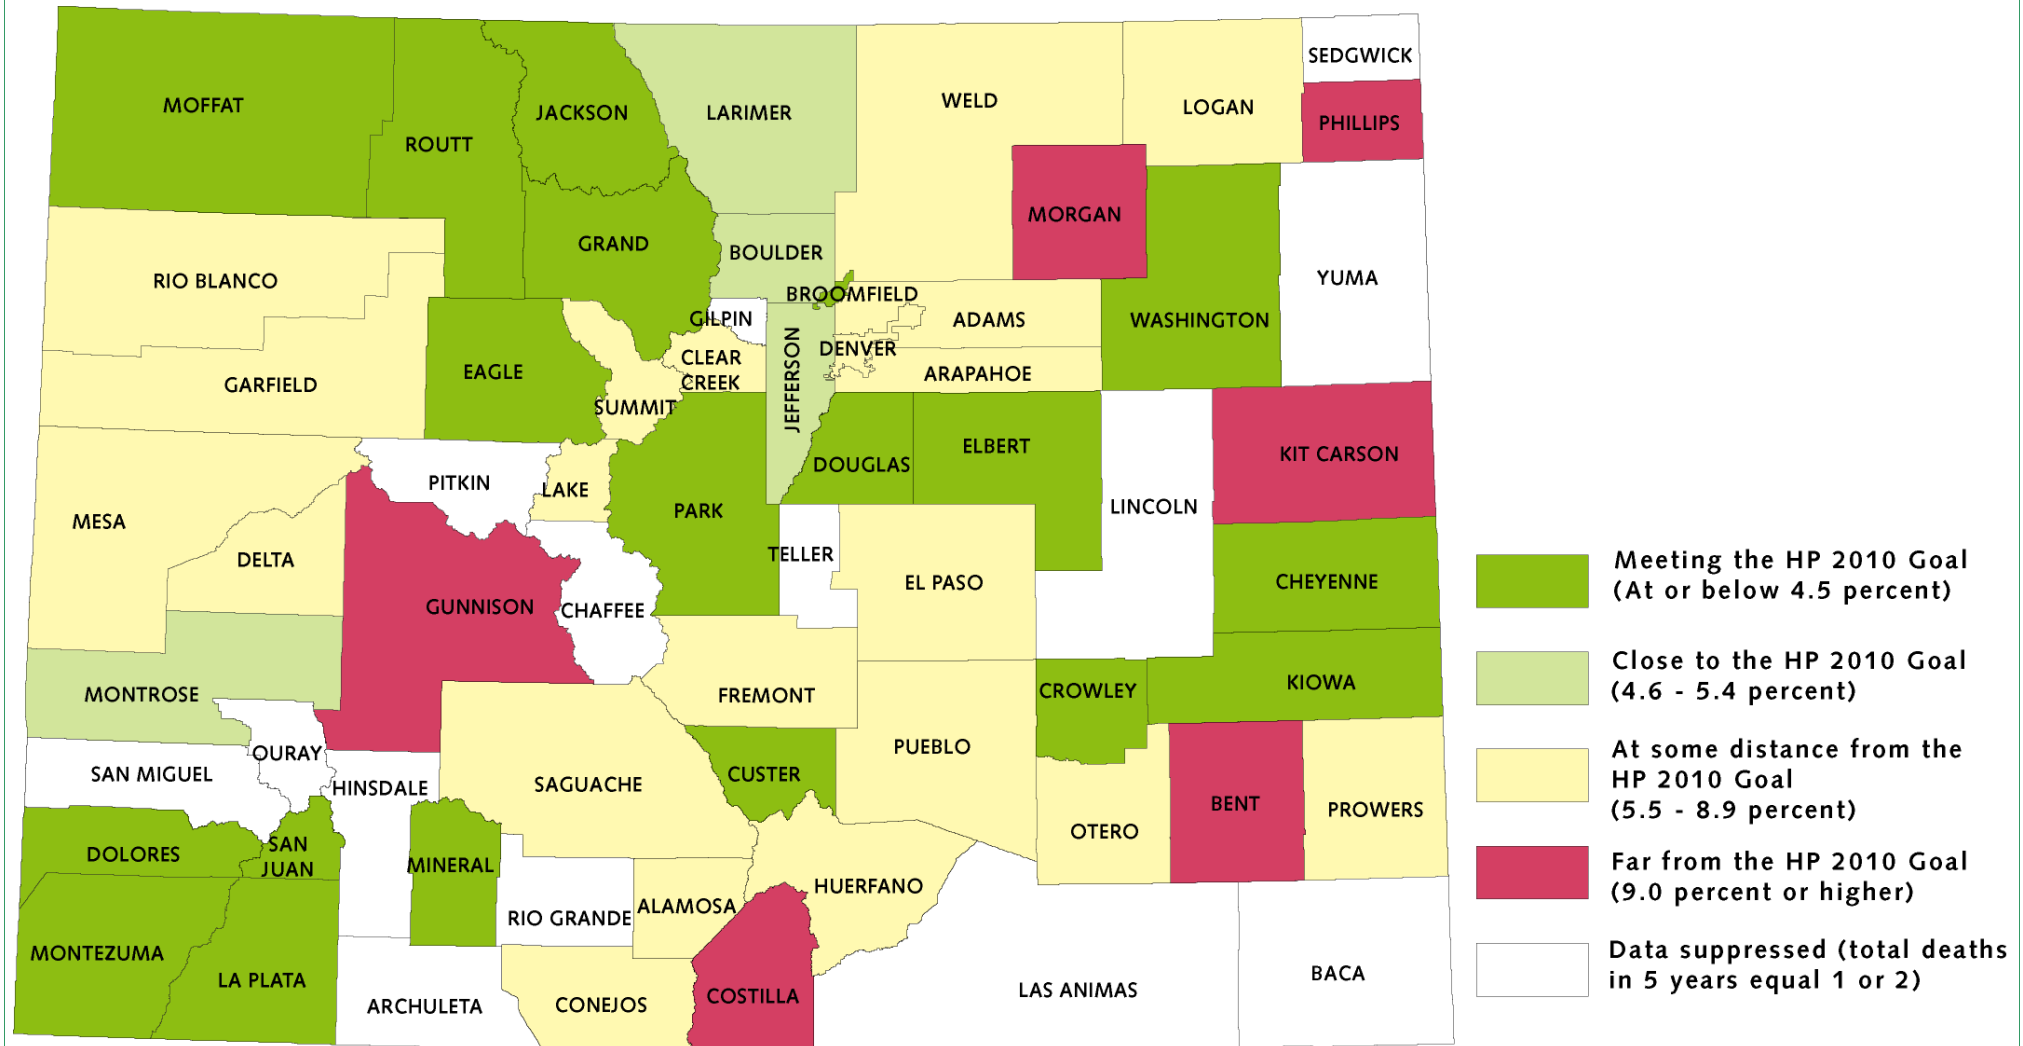 MOFFAT
ROUTT
JACKSON
LARIMER
WELD
LOGAN
SEDGWICK
PHILLIPS
MORGAN
GRAND
BOULDER
RIO BLANCO
YUMA
BROOMFIELD
GILPIN
ADAMS
WASHINGTON
DENVER
CLEAR
CREEK
JEFFERSON
ARAPAHOE
EAGLE
GARFIELD
SUMMIT
ELBERT
KIT CARSON
DOUGLAS
PITKIN
LAKE
LINCOLN
PARK
MESA
TELLER
DELTA
EL PASO
CHEYENNE
GUNNISON
CHAFFEE
KIOWA
CROWLEY
MONTROSE
FREMONT
PUEBLO
OURAY
SAN MIGUEL
CUSTER
SAGUACHE
HINSDALE
BENT
PROWERS
OTERO
SAN
JUAN
DOLORES
MINERAL
HUERFANO
ALAMOSA
RIO GRANDE
MONTEZUMA
LA PLATA
BACA
LAS ANIMAS
COSTILLA
CONEJOS
ARCHULETA
Meeting the HP 2010 Goal
(At or below 4.5 percent)
Close to the HP 2010 Goal
(4.6 - 5.4 percent)
At some distance from the
HP 2010 Goal
(5.5 - 8.9 percent)
Far from the HP 2010 Goal
(9.0 percent or higher)
Data suppressed (total deaths
in 5 years equal 1 or 2)